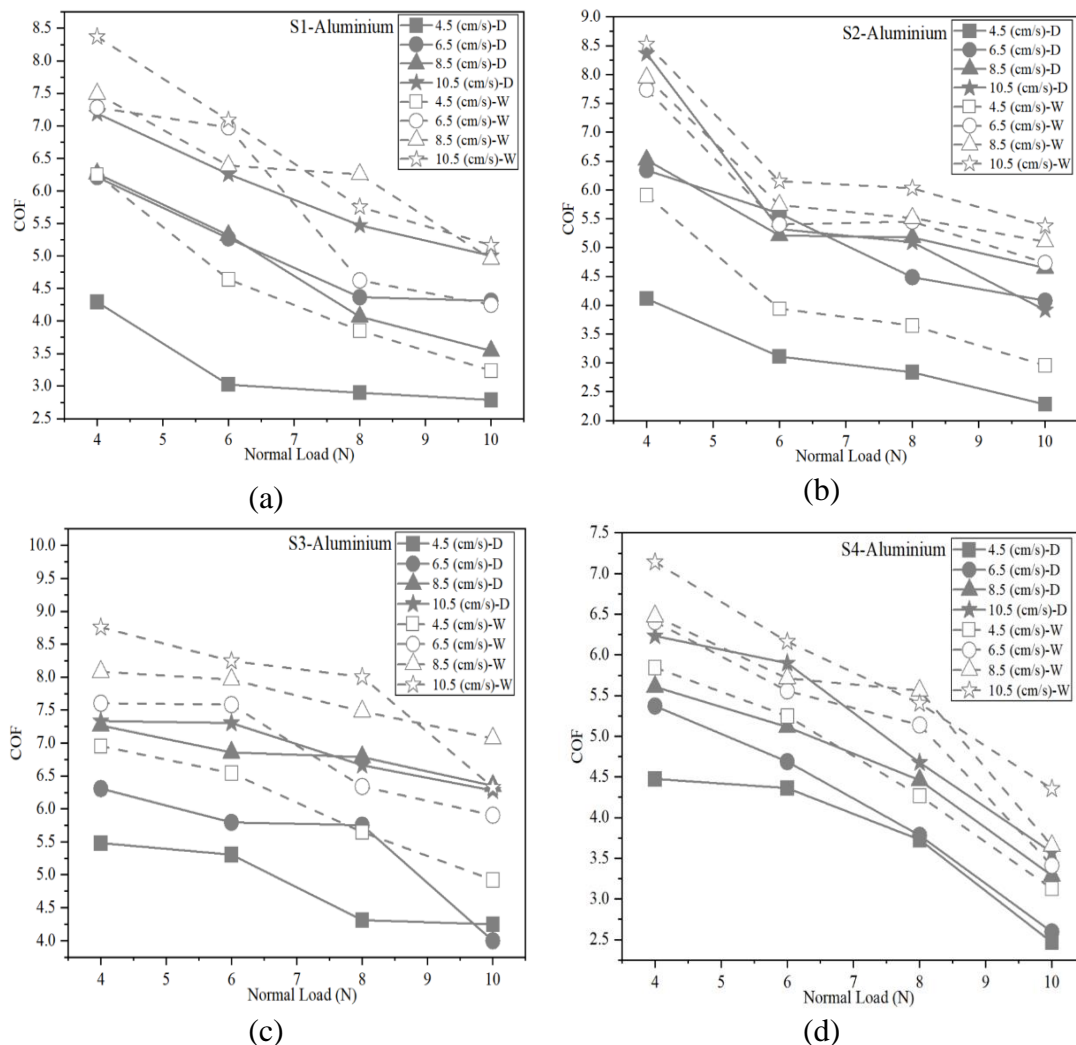 S1-Aluminium
4.5 (cm/s)-D
6.5 (cm/s)-D
8.5 (cm/s)-D
10.5 (cm/s)-D
4.5 (cm/s)-W
6.5 (cm/s)-W
8.5 (cm/s)-W
10.5 (cm/s)-W
8.5
8.0
7.5
7.0
6.5
6.0
5.5
5.0
4.5
4.0
3.5
3.0
2.5
COF
4 5 6 7 8 9 10
Normal Load (N)
(a)
S2-Aluminium
4.5 (cm/s)-D
6.5 (cm/s)-D
8.5 (cm/s)-D
10.5 (cm/s)-D
4.5 (cm/s)-W
6.5 (cm/s)-W
8.5 (cm/s)-W
10.5 (cm/s)-W
9.0
8.5
8.0
7.5
7.0
6.5
6.0
5.5
5.0
4.5
4.0
3.5
3.0
2.5
2.0
COF
4 5 6 7 8 9 10
Normal Load (N)
(b)
S3-Aluminium
4.5 (cm/s)-D
6.5 (cm/s)-D
8.5 (cm/s)-D
10.5 (cm/s)-D
4.5 (cm/s)-W
6.5 (cm/s)-W
8.5 (cm/s)-W
10.5 (cm/s)-W
10.0
9.5
9.0
8.5
8.0
7.5
7.0
6.5
6.0
5.5
5.0
4.5
4.0
COF
4 5 6 7 8 9 10
Normal Load (N)
(c)
S4-Aluminium
4.5 (cm/s)-D
6.5 (cm/s)-D
8.5 (cm/s)-D
10.5 (cm/s)-D
4.5 (cm/s)-W
6.5 (cm/s)-W
8.5 (cm/s)-W
10.5 (cm/s)-W
7.5
7.0
6.5
6.0
5.5
5.0
4.5
4.0
3.5
3.0
2.5
COF
4 5 6 7 8 9 10
Normal Load (N)
(d)